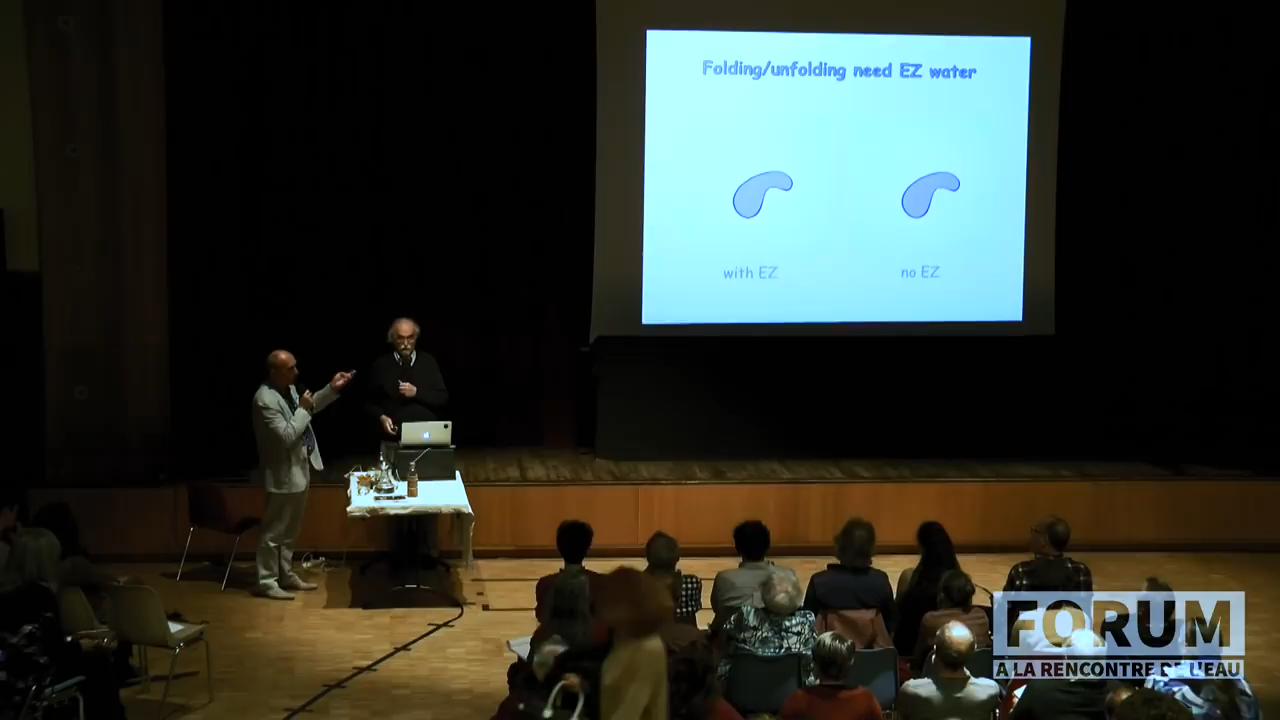 Folding/unfolding need EZ water
with EZ
no EZ
FORUM
A LA RENCONTRE DE L'EAU